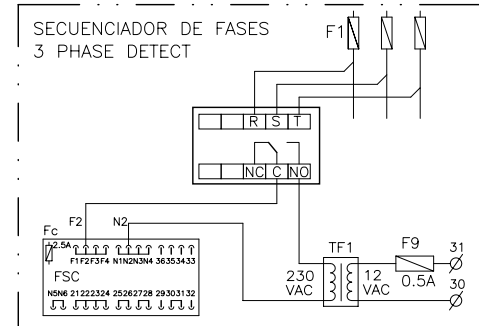 SECUENCIADOR DE FASES
3 PHASE DETECT
F1
R S T
NC C NO
F2 N2
Fc
2.5A
F1F2F3F4 N1N2N3N4 36353433
FSC
N5N6 21222324 25262728 29303132
TF1
230 VAC
12 VAC
F9
0.5A
31
30